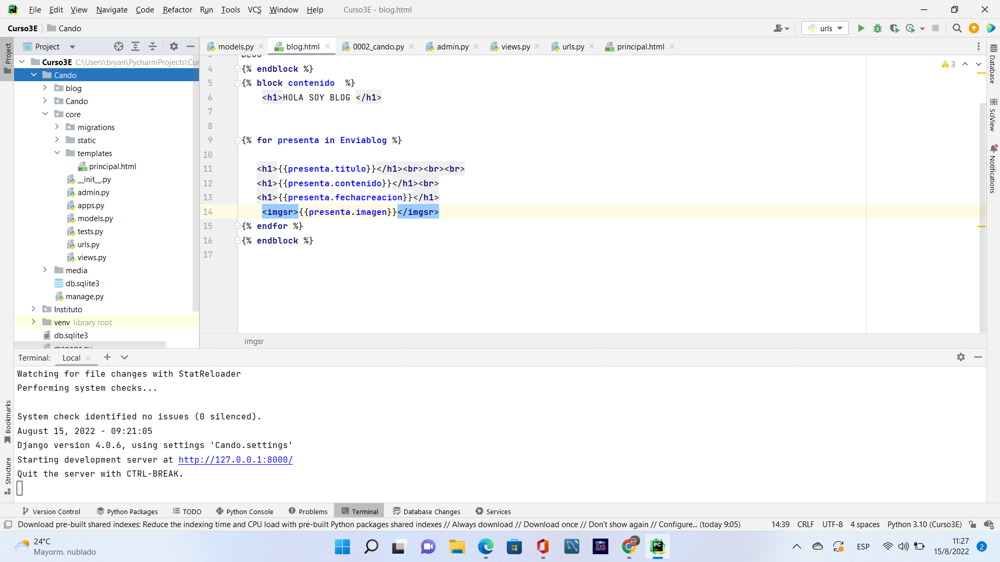 File Edit View Navigate Code Refactor Run Tools VCS Window Help Curso3E - blog.html
Curso3E Cando urls
Project models.py blog.html 0002_cando.py admin.py views.py urls.py principal.html
Project
Curso3E C:\Users\bryan\PycharmProjects\Cur
Cando
blog
Cando
core
migrations
static
templates
principal.html
__init__.py
admin.py
apps.py
models.py
tests.py
urls.py
views.py
media
db.sqlite3
manage.py
Instituto
venv library root
db.sqlite3
manage.py
3 BLOG
4 {% endblock %}
5 {% block contenido %}
6 <h1>HOLA SOY BLOG </h1>
7
8
9 {% for presenta in Enviablog %}
10
11 <h1>{{presenta.titulo}}</h1><br><br><br>
12 <h1>{{presenta.contenido}}</h1><br>
13 <h1>{{presenta.fechacreacion}}</h1>
14 <imgsr>{{presenta.imagen}}</imgsr>
15 {% endfor %}
16 {% endblock %}
17
3
imgsr
Database
SciView
Notifications
Terminal: Local
Watching for file changes with StatReloader
Performing system checks...
System check identified no issues (0 silenced).
August 15, 2022 - 09:21:05
Django version 4.0.6, using settings 'Cando.settings'
Starting development server at http://127.0.0.1:8000/
Quit the server with CTRL-BREAK.
Bookmarks
Structure
Version Control Python Packages TODO Python Console Problems Terminal Database Changes Services
Download pre-built shared indexes: Reduce the indexing time and CPU load with pre-built Python packages shared indexes // Always download // Download once // Don't show again // Configure... (today 9:05) 14:39 CRLF UTF-8 4 spaces Python 3.10 (Curso3E)
24°C
Mayorm. nublado
ESP
11:27
15/8/2022
2